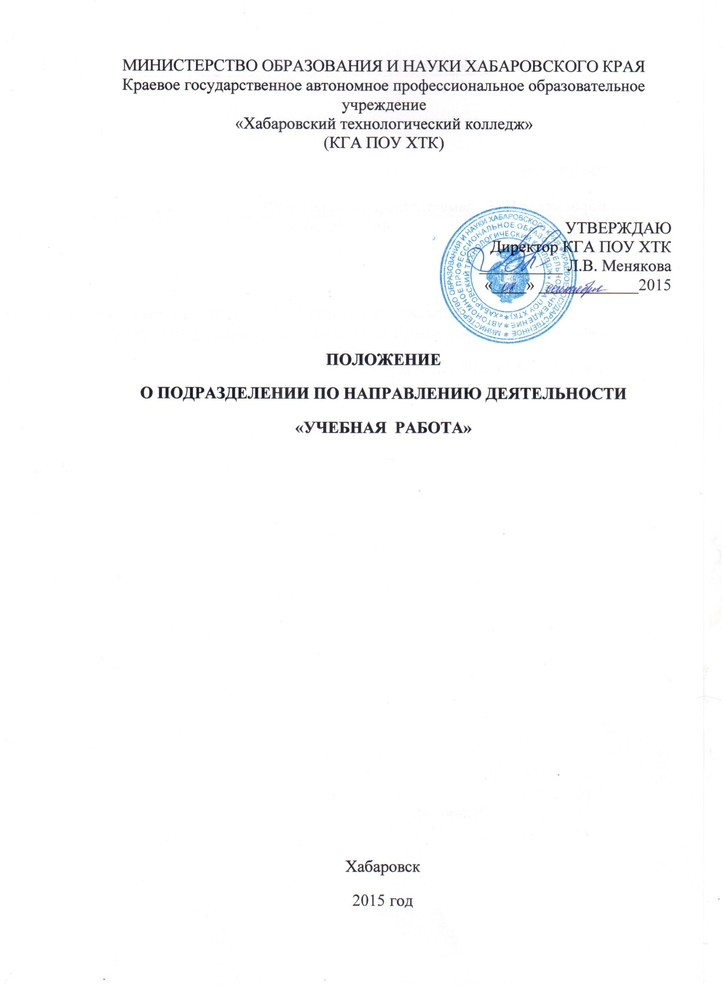 МИНИСТЕРСТВО ОБРАЗОВАНИЯ И НАУКИ ХАБАРОВСКОГО КРАЯ
Краевое государственное автономное профессиональное образовательное
учреждение
«Хабаровский технологический колледж»
(КГА ПОУ ХТК)
УТВЕРЖДАЮ
Директор КГА ПОУ ХТК
__________ Л.В. Менякова
«____» сентября 2015
МИНИСТЕРСТВО ОБРАЗОВАНИЯ И НАУКИ ХАБАРОВСКОГО КРАЯ * КРАЕВОЕ ГОСУДАРСТВЕННОЕ *
АВТОНОМНОЕ ПРОФЕССИОНАЛЬНОЕ ОБРАЗОВАТЕЛЬНОЕ УЧРЕЖДЕНИЕ *
«ХАБАРОВСКИЙ ТЕХНОЛОГИЧЕСКИЙ КОЛЛЕДЖ» (КГА ПОУ ХТК) *
ПОЛОЖЕНИЕ
О ПОДРАЗДЕЛЕНИИ ПО НАПРАВЛЕНИЮ ДЕЯТЕЛЬНОСТИ
«УЧЕБНАЯ РАБОТА»
Хабаровск
2015 год